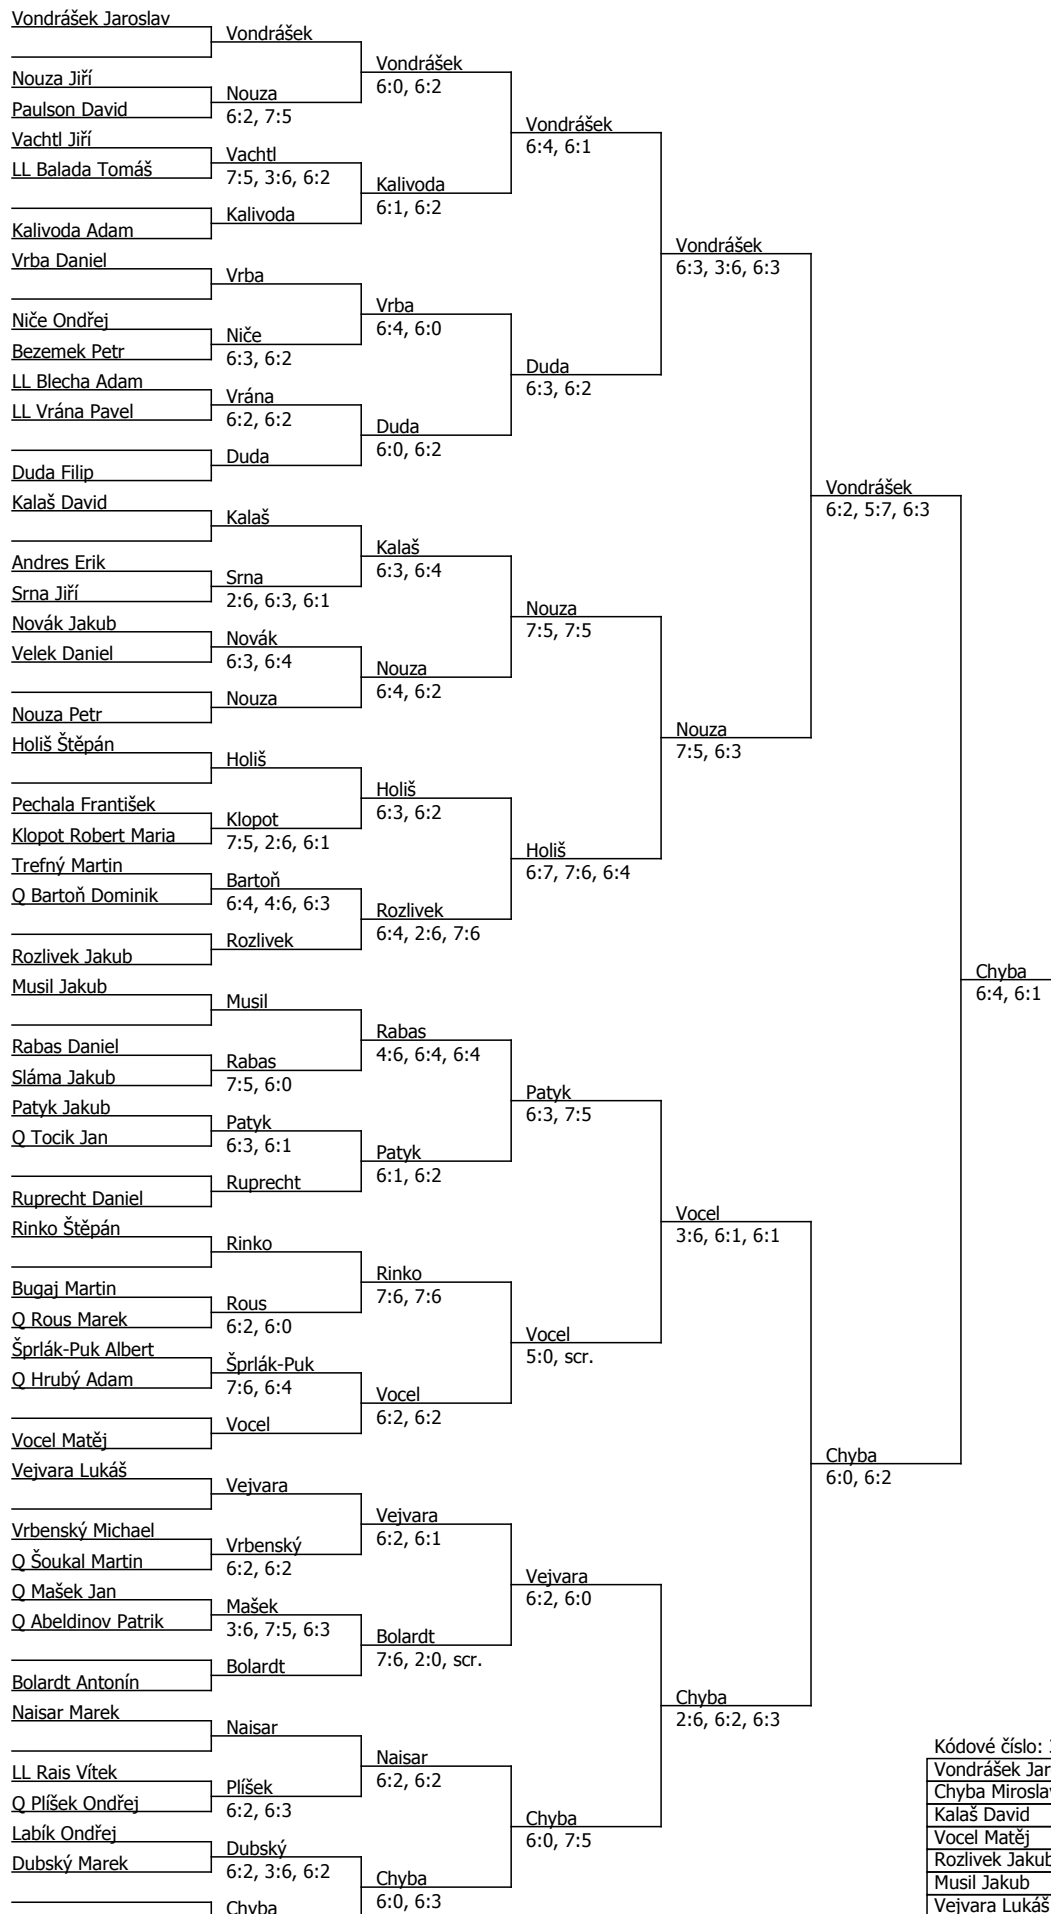 Vondrášek Jaroslav
Vondrášek
Vondrášek
6:0, 6:2
Nouza Jiří
Nouza
6:2, 7:5
Paulson David
Vondrášek
6:4, 6:1
Vachtl Jiří
Vachtl
7:5, 3:6, 6:2
LL Balada Tomáš
Kalivoda
6:1, 6:2
Kalivoda
Kalivoda Adam
Vondrášek
6:3, 3:6, 6:3
Vrba Daniel
Vrba
Vrba
6:4, 6:0
Niče Ondřej
Niče
6:3, 6:2
Bezemek Petr
Duda
6:3, 6:2
LL Blecha Adam
Vrána
6:2, 6:2
LL Vrána Pavel
Duda
6:0, 6:2
Duda
Duda Filip
Vondrášek
6:2, 5:7, 6:3
Kalaš David
Kalaš
Kalaš
6:3, 6:4
Andres Erik
Srna
2:6, 6:3, 6:1
Srna Jiří
Nouza
7:5, 7:5
Novák Jakub
Novák
6:3, 6:4
Velek Daniel
Nouza
6:4, 6:2
Nouza
Nouza Petr
Nouza
7:5, 6:3
Holiš Štěpán
Holiš
Holiš
6:3, 6:2
Pechala František
Klopot
7:5, 2:6, 6:1
Klopot Robert Maria
Holiš
6:7, 7:6, 6:4
Trefný Martin
Bartoň
6:4, 4:6, 6:3
Q Bartoň Dominik
Rozlivek
6:4, 2:6, 7:6
Rozlivek
Rozlivek Jakub
Chyba
6:4, 6:1
Musil Jakub
Musil
Rabas
4:6, 6:4, 6:4
Rabas Daniel
Rabas
7:5, 6:0
Sláma Jakub
Patyk
6:3, 7:5
Patyk Jakub
Patyk
6:3, 6:1
Q Tocik Jan
Patyk
6:1, 6:2
Ruprecht
Ruprecht Daniel
Vocel
3:6, 6:1, 6:1
Rinko Štěpán
Rinko
Rinko
7:6, 7:6
Bugaj Martin
Rous
6:2, 6:0
Q Rous Marek
Vocel
5:0, scr.
Šprlák-Puk Albert
Šprlák-Puk
7:6, 6:4
Q Hrubý Adam
Vocel
6:2, 6:2
Vocel
Vocel Matěj
Chyba
6:0, 6:2
Vejvara Lukáš
Vejvara
Vejvara
6:2, 6:1
Vrbenský Michael
Vrbenský
6:2, 6:2
Q Šoukal Martin
Vejvara
6:2, 6:0
Q Mašek Jan
Mašek
3:6, 7:5, 6:3
Q Abeldinov Patrik
Bolardt
7:6, 2:0, scr.
Bolardt
Bolardt Antonín
Chyba
2:6, 6:2, 6:3
Naisar Marek
Naisar
Naisar
6:2, 6:2
LL Rais Vítek
Plíšek
6:2, 6:3
Q Plíšek Ondřej
Chyba
6:0, 7:5
Labík Ondřej
Dubský
6:2, 3:6, 6:2
Dubský Marek
Chyba
6:0, 6:3
Chyba
Kódové číslo:
Vondrášek Jar
Chyba Miroslav
Kalaš David
Vocel Matěj
Rozlivek Jakub
Musil Jakub
Vejvara Lukáš